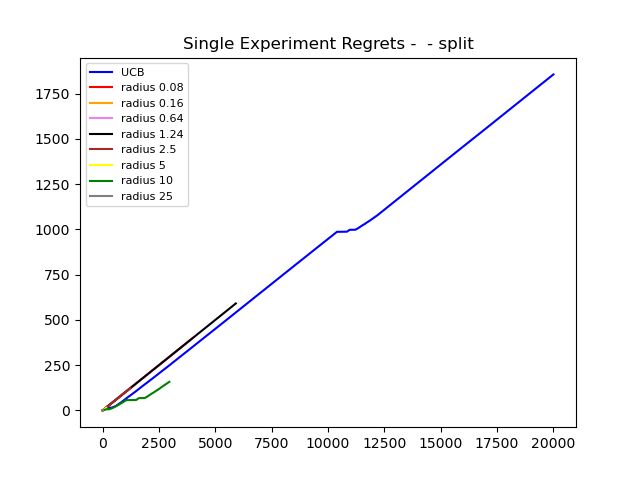 Single Experiment Regrets -  - split
UCB
radius 0.08
radius 0.16
radius 0.64
radius 1.24
radius 2.5
radius 5
radius 10
radius 25
1750
1500
1250
1000
750
500
250
0
0 2500 5000 7500 10000 12500 15000 17500 20000